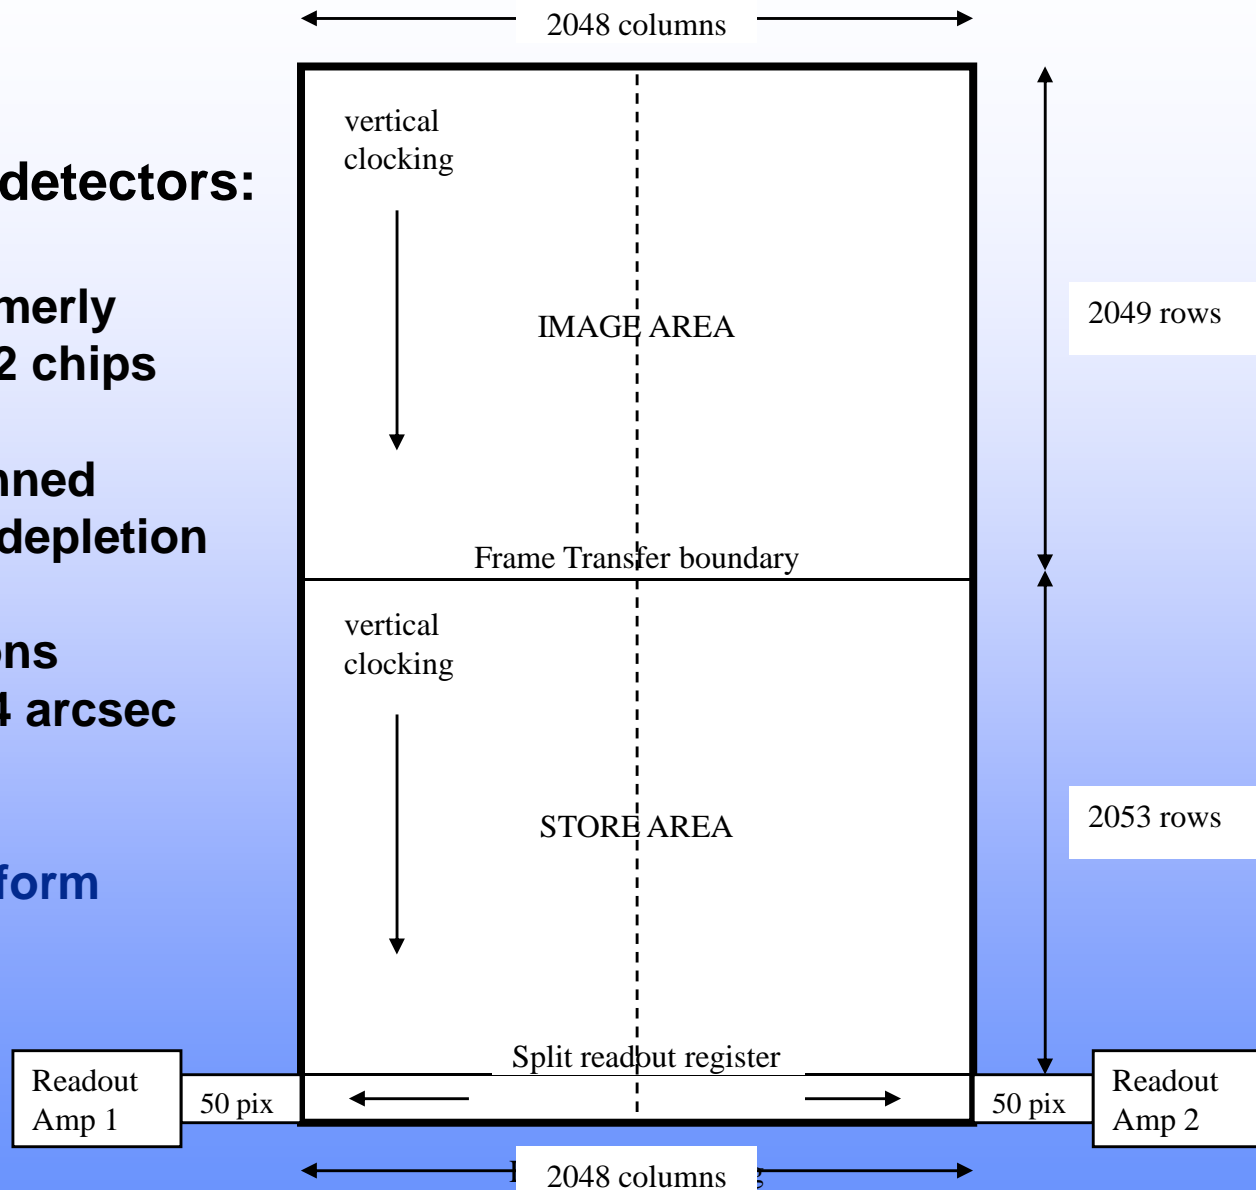 2048 columns
vertical
clocking
detectors:
merly
2 chips
IMAGE AREA
2049 rows
nned
depletion
Frame Transfer boundary
vertical
clocking
ons
4 arcsec
STORE AREA
2053 rows
form
Split readout register
Readout
Amp 1
50 pix
50 pix
Readout
Amp 2
2048 columns